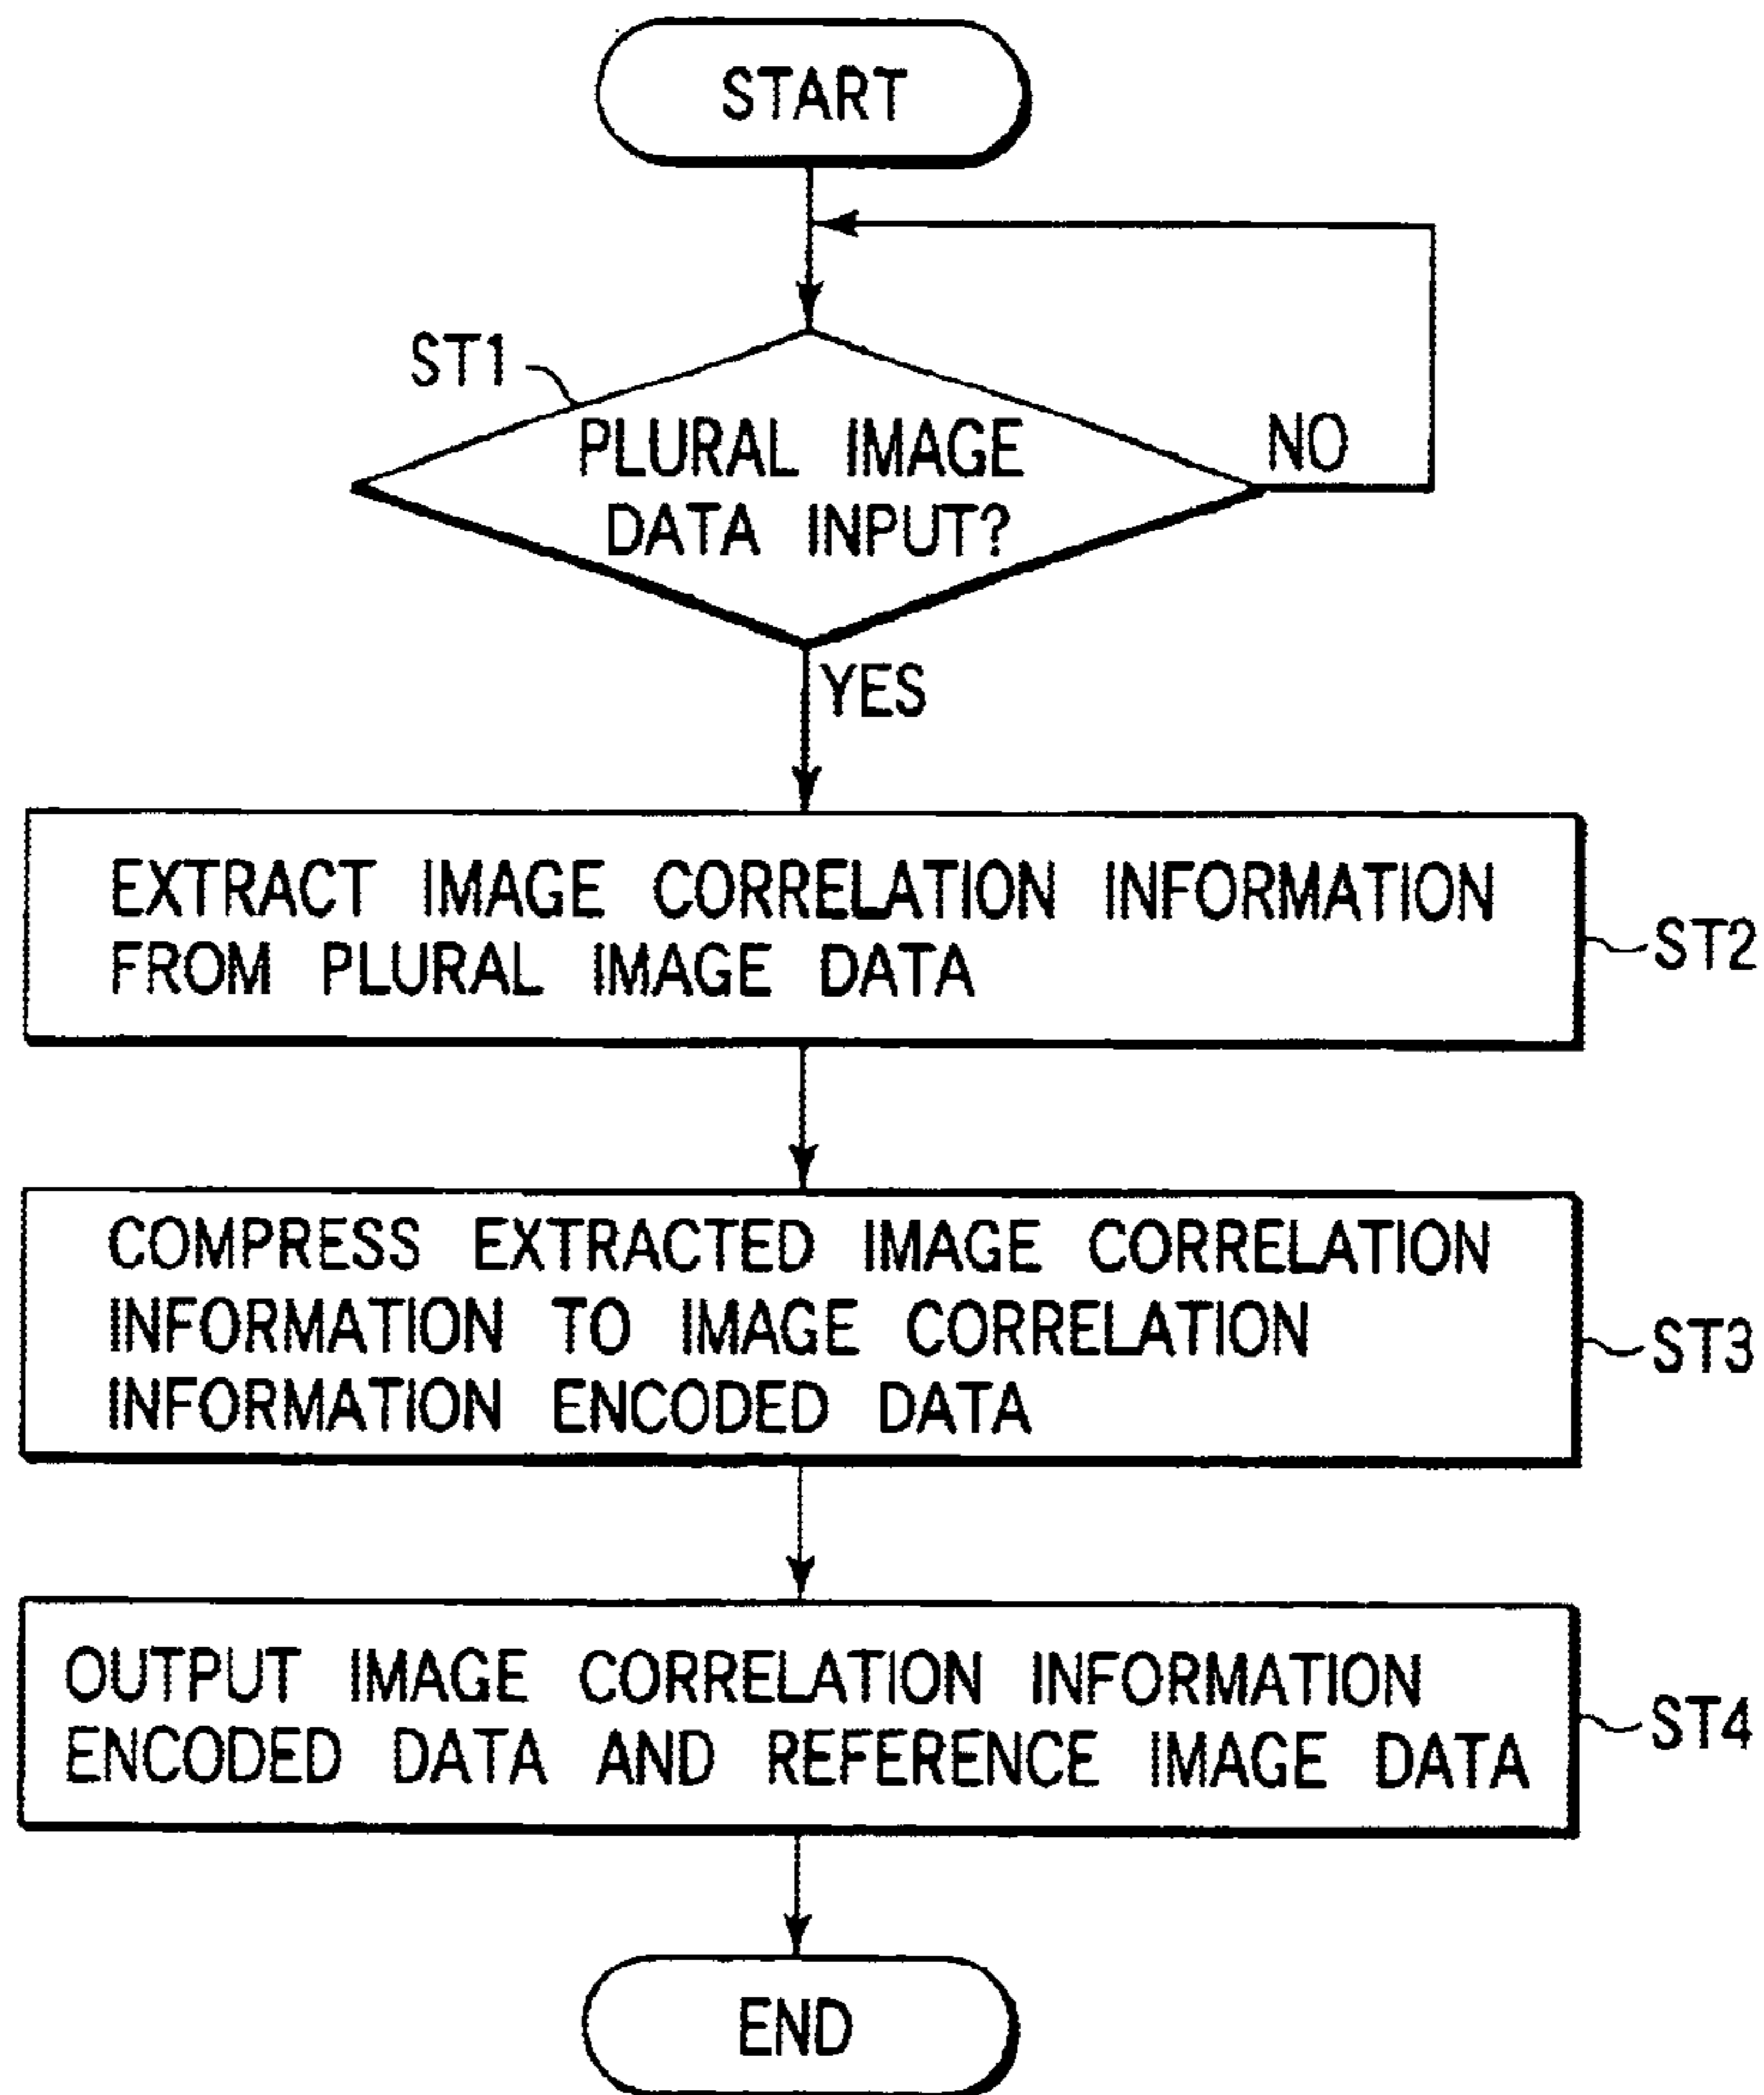 START
ST1
PLURAL IMAGE
DATA INPUT?
NO
YES
EXTRACT IMAGE CORRELATION INFORMATION
FROM PLURAL IMAGE DATA
ST2
COMPRESS EXTRACTED IMAGE CORRELATION
INFORMATION TO IMAGE CORRELATION
INFORMATION ENCODED DATA
ST3
OUTPUT IMAGE CORRELATION INFORMATION
ENCODED DATA AND REFERENCE IMAGE DATA
ST4
END